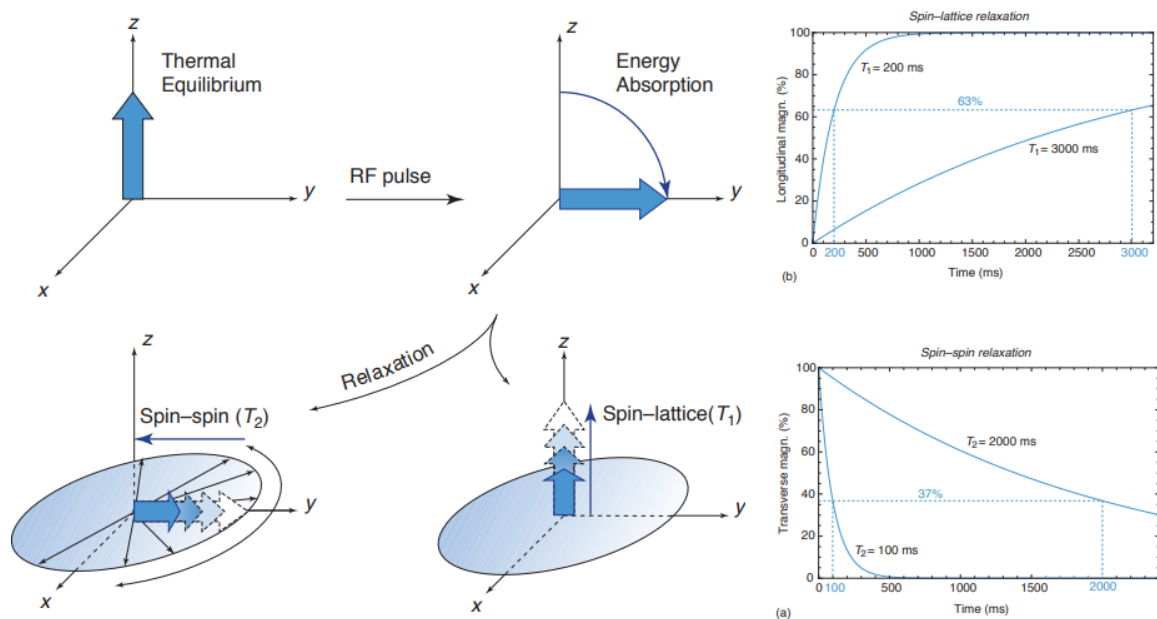 z
Thermal
Equilibrium
y
x
RF pulse
z
Energy
Absorption
y
x
Relaxation
z
Spin–spin (T2)
y
x
z
Spin–lattice(T1)
y
x
Spin–lattice relaxation
Longitudinal magn. (%)
100
80
60
40
20
0
T1 = 200 ms
63%
T1 = 3000 ms
0 200 500 1000 1500 2000 2500 3000
Time (ms)
(b)
Spin–spin relaxation
Transverse magn. (%)
100
80
60
40
20
0
T2 = 2000 ms
37%
T2 = 100 ms
0 100 500 1000 1500 2000
Time (ms)
(a)